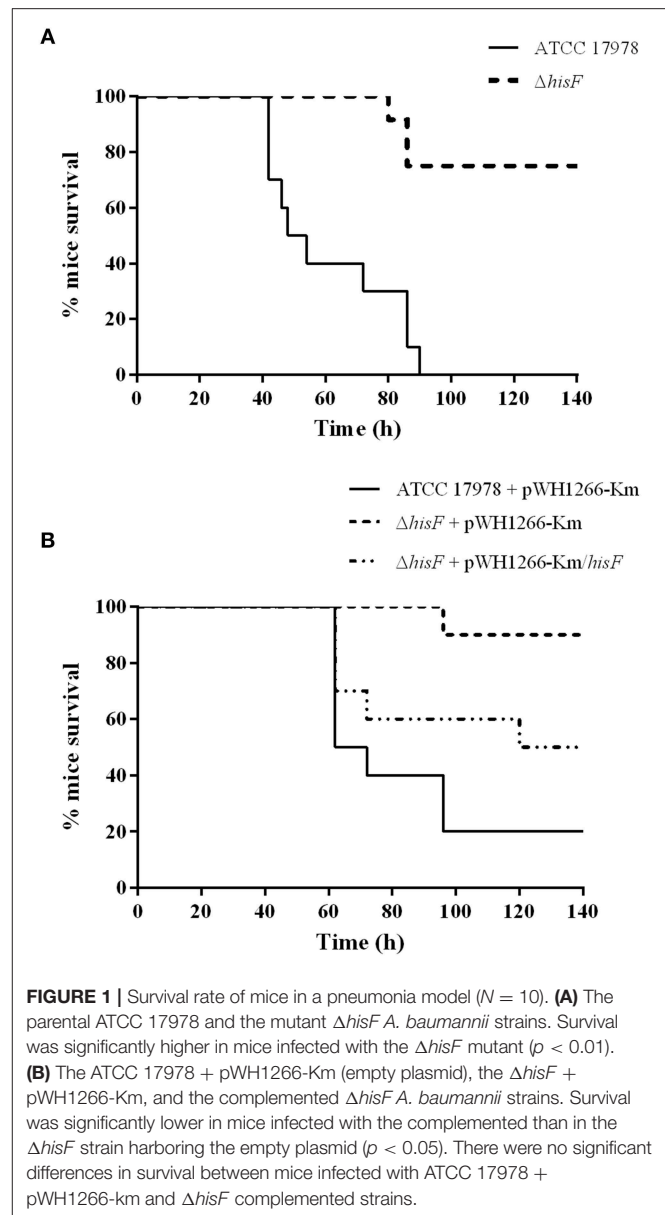 A
ATCC 17978
ΔhisF
100
80
60
40
20
0
% mice survival
0 20 40 60 80 100 120 140
Time (h)
ATCC 17978 + pWH1266-Km
ΔhisF + pWH1266-Km
B
ΔhisF + pWH1266-Km/hisF
100
80
60
40
20
0
% mice survival
0 20 40 60 80 100 120 140
Time (h)
FIGURE 1 | Survival rate of mice in a pneumonia model (N = 10). (A) The
parental ATCC 17978 and the mutant ΔhisF A. baumannii strains. Survival
was significantly higher in mice infected with the ΔhisF mutant (p < 0.01).
(B) The ATCC 17978 + pWH1266-Km (empty plasmid), the ΔhisF +
pWH1266-Km, and the complemented ΔhisF A. baumannii strains. Survival
was significantly lower in mice infected with the complemented than in the
ΔhisF strain harboring the empty plasmid (p < 0.05). There were no significant
differences in survival between mice infected with ATCC 17978 +
pWH1266-km and ΔhisF complemented strains.